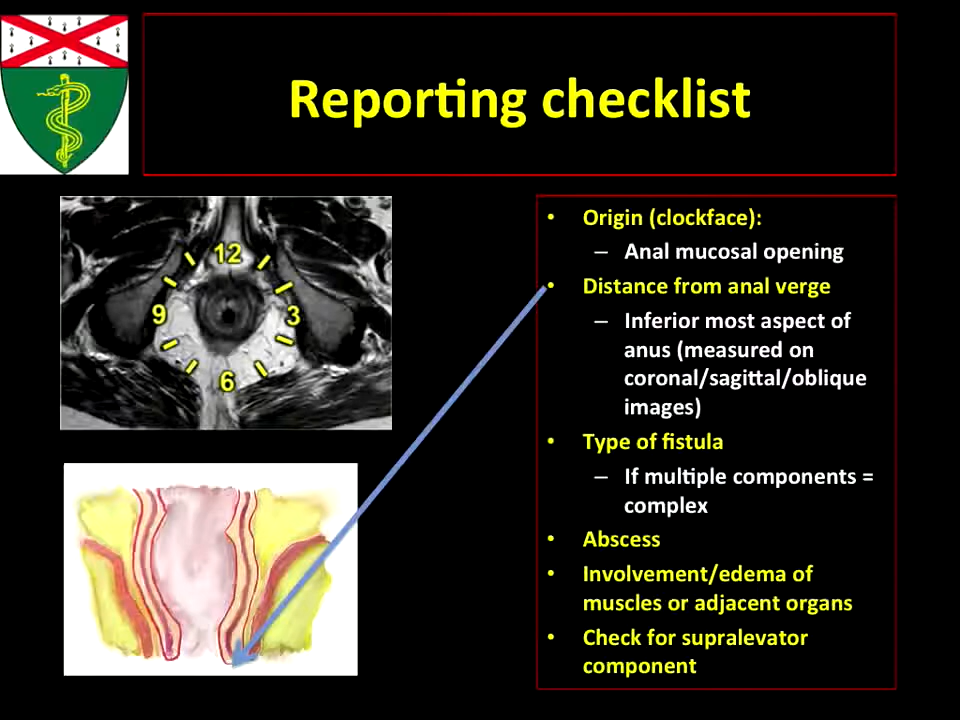 Reporting checklist
12
9
3
6
• Origin (clockface):
– Anal mucosal opening
• Distance from anal verge
– Inferior most aspect of
anus (measured on
coronal/sagittal/oblique
images)
• Type of fistula
– If multiple components =
complex
• Abscess
• Involvement/edema of
muscles or adjacent organs
• Check for supralevator
component